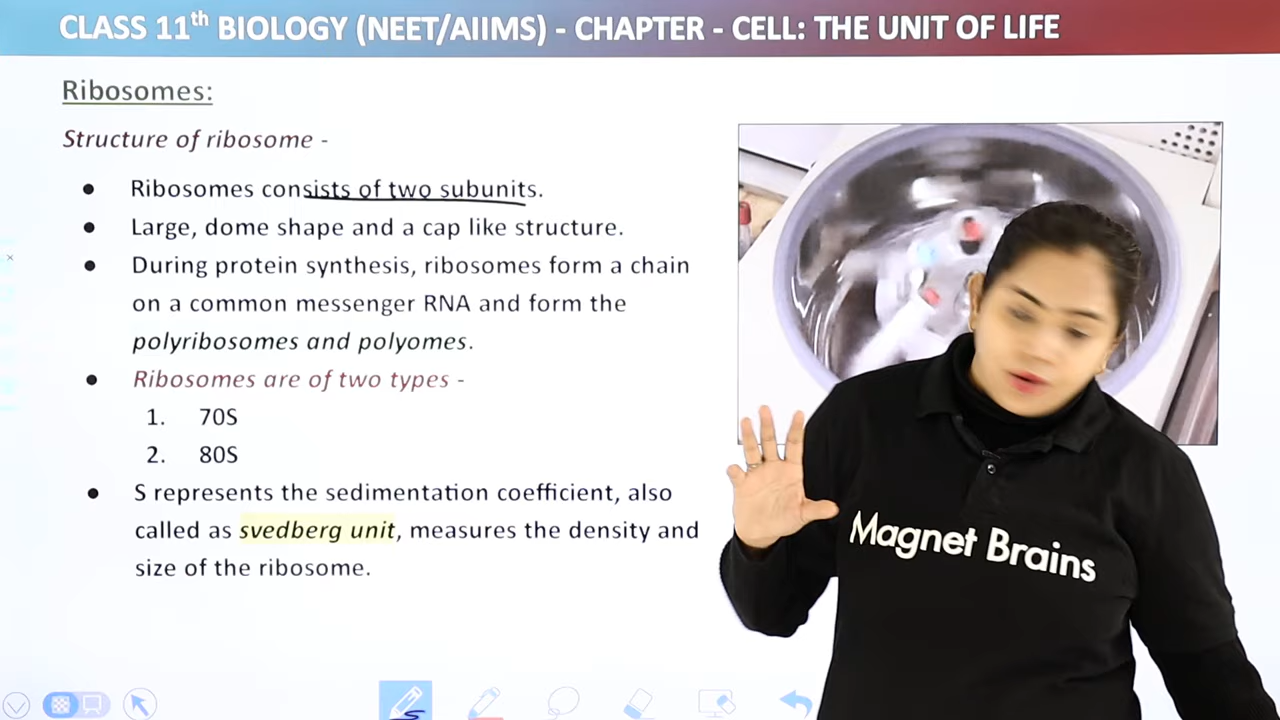 CLASS 11th BIOLOGY (NEET/AIIMS) - CHAPTER - CELL: THE UNIT OF LIFE
Ribosomes:
Structure of ribosome -
● Ribosomes consists of two subunits.
● Large, dome shape and a cap like structure.
● During protein synthesis, ribosomes form a chain
on a common messenger RNA and form the
polyribosomes and polyomes.
● Ribosomes are of two types -
1. 70S
2. 80S
● S represents the sedimentation coefficient, also
called as svedberg unit, measures the density and
size of the ribosome.
Magnet Brains